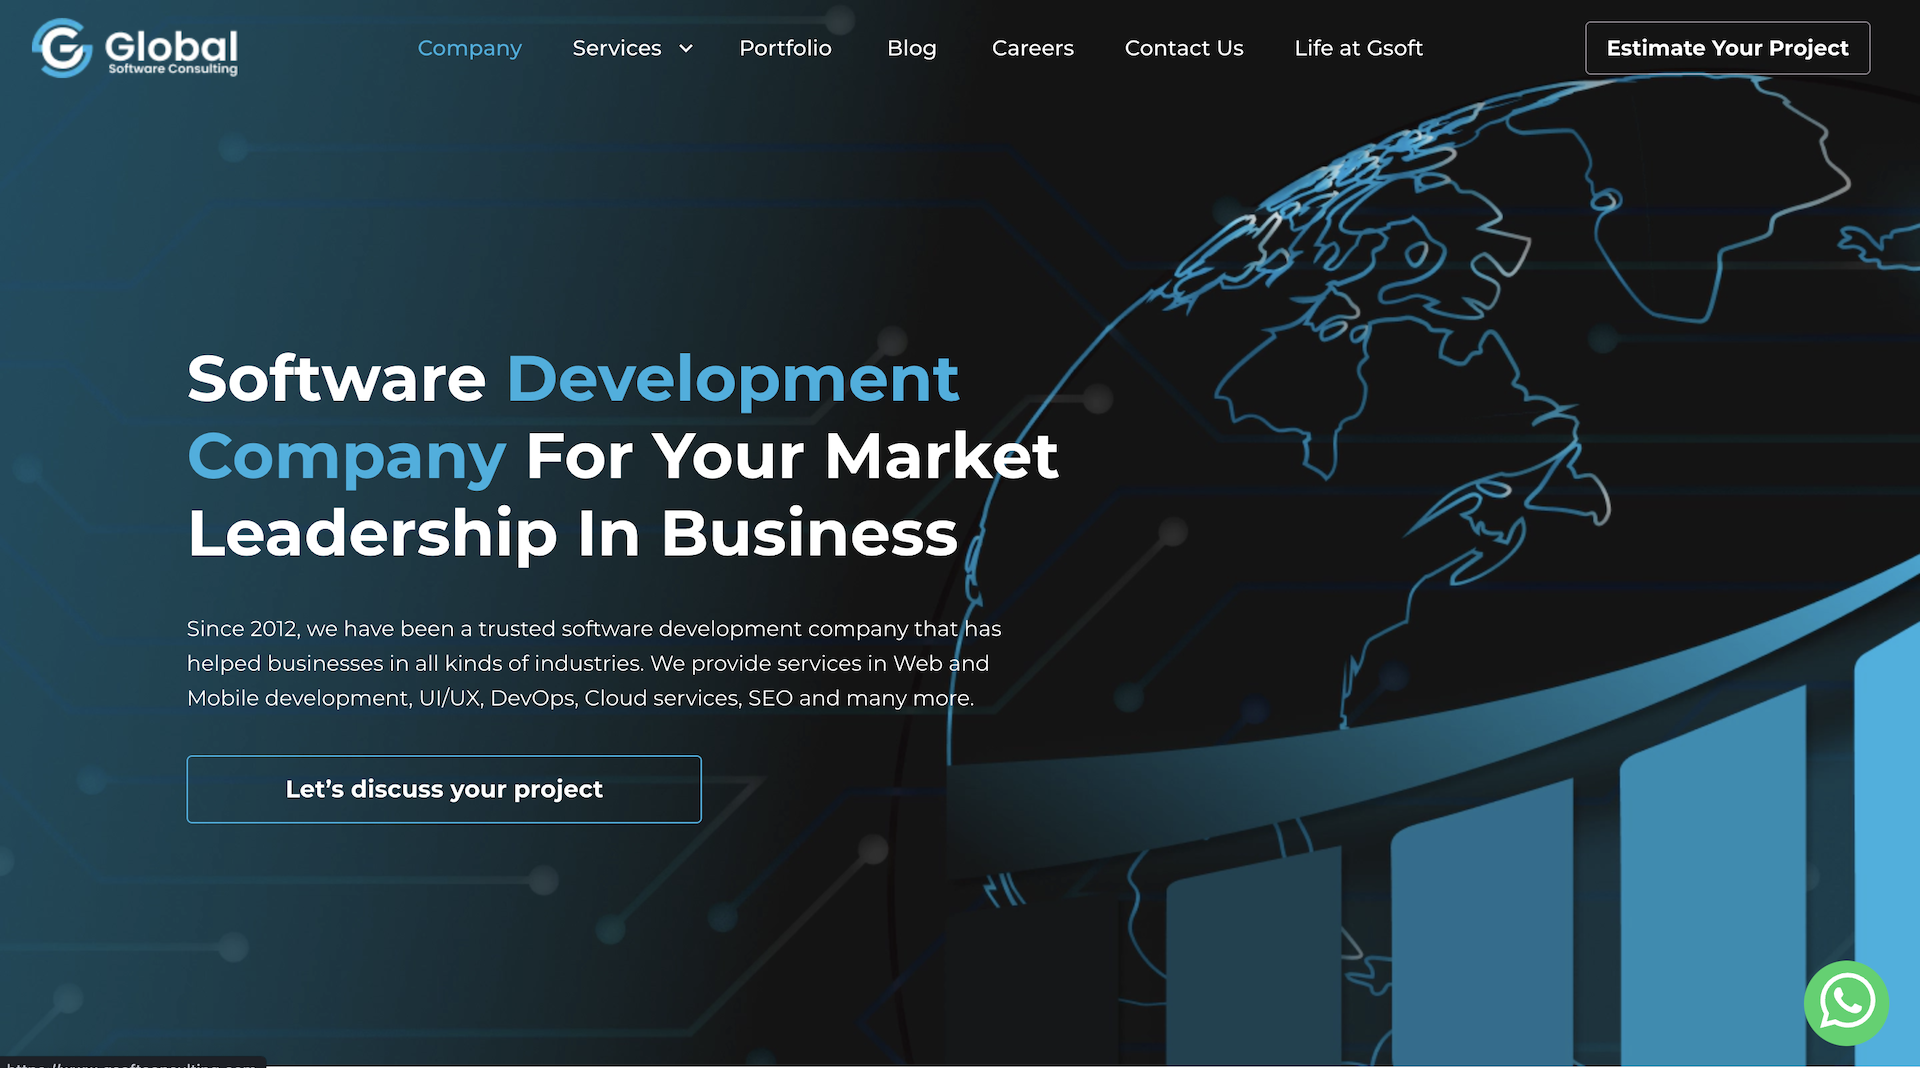 Global
Software Consulting
Company
Services
Portfolio
Blog
Careers
Contact Us
Life at Gsoft
Estimate Your Project
Software Development
Company For Your Market
Leadership In Business
Since 2012, we have been a trusted software development company that has
helped businesses in all kinds of industries. We provide services in Web and
Mobile development, UI/UX, DevOps, Cloud services, SEO and many more.
Let’s discuss your project